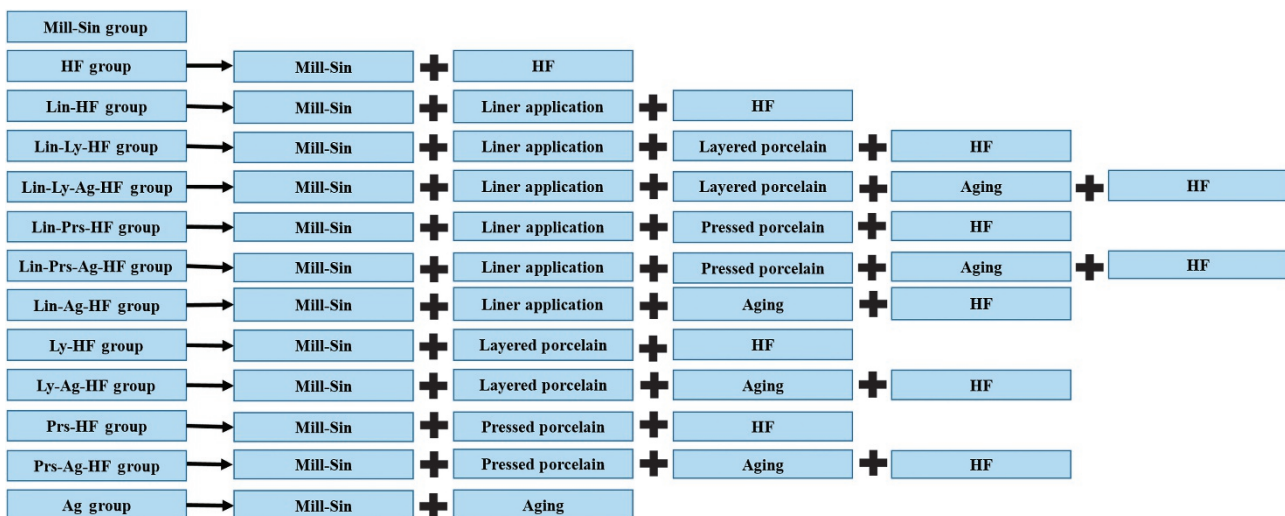 Mill-Sin group
HF group Mill-Sin HF
Lin-HF group Mill-Sin Liner application HF
Lin-Ly-HF group Mill-Sin Liner application Layered porcelain HF
Lin-Ly-Ag-HF group Mill-Sin Liner application Layered porcelain Aging HF
Lin-Prs-HF group Mill-Sin Liner application Pressed porcelain HF
Lin-Prs-Ag-HF group Mill-Sin Liner application Pressed porcelain Aging HF
Lin-Ag-HF group Mill-Sin Liner application Aging HF
Ly-HF group Mill-Sin Layered porcelain HF
Ly-Ag-HF group Mill-Sin Layered porcelain Aging HF
Prs-HF group Mill-Sin Pressed porcelain HF
Prs-Ag-HF group Mill-Sin Pressed porcelain Aging HF
Ag group Mill-Sin Aging